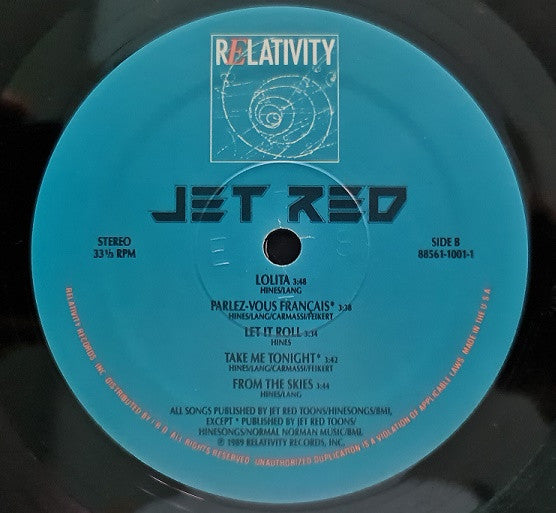 RELATIVITY
JET RED
STEREO
33⅓ RPM
SIDE B
88561-1001-1
LOLITA 3:48
HINES/LANG
PARLEZ-VOUS FRANÇAIS* 3:38
HINES/LANG/CARMASSI/FEIKERT
LET IT ROLL 3:34
HINES
TAKE ME TONIGHT* 3:42
HINES/LANG/CARMASSI/FEIKERT
FROM THE SKIES 3:44
HINES/LANG
ALL SONGS PUBLISHED BY JET RED TOONS/HINESONGS/BMI,
EXCEPT * PUBLISHED BY JET RED TOONS/
HINESONGS/NORMAL NORMAN MUSIC/BMI.
℗ 1989 RELATIVITY RECORDS, INC.
RELATIVITY RECORDS, INC. DISTRIBUTED BY I.R.D. ALL RIGHTS RESERVED. UNAUTHORIZED DUPLICATION IS A VIOLATION OF APPLICABLE LAWS. MADE IN THE U.S.A.